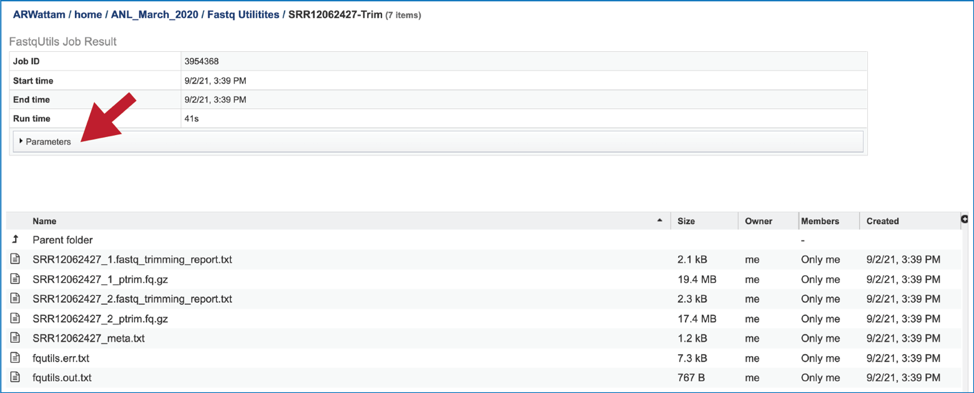 ARWattam / home / ANL_March_2020 / Fastq Utilitites / SRR12062427-Trim (7 items)
FastqUtils Job Result
Job ID 3954368
Start time 9/2/21, 3:39 PM
End time 9/2/21, 3:39 PM
Run time 41s
Parameters
Name Size Owner Members Created
Parent folder -
SRR12062427_1.fastq_trimming_report.txt 2.1 kB me Only me 9/2/21, 3:39 PM
SRR12062427_1_ptrim.fq.gz 19.4 MB me Only me 9/2/21, 3:39 PM
SRR12062427_2.fastq_trimming_report.txt 2.3 kB me Only me 9/2/21, 3:39 PM
SRR12062427_2_ptrim.fq.gz 17.4 MB me Only me 9/2/21, 3:39 PM
SRR12062427_meta.txt 1.2 kB me Only me 9/2/21, 3:39 PM
fqutils.err.txt 7.3 kB me Only me 9/2/21, 3:39 PM
fqutils.out.txt 767 B me Only me 9/2/21, 3:39 PM